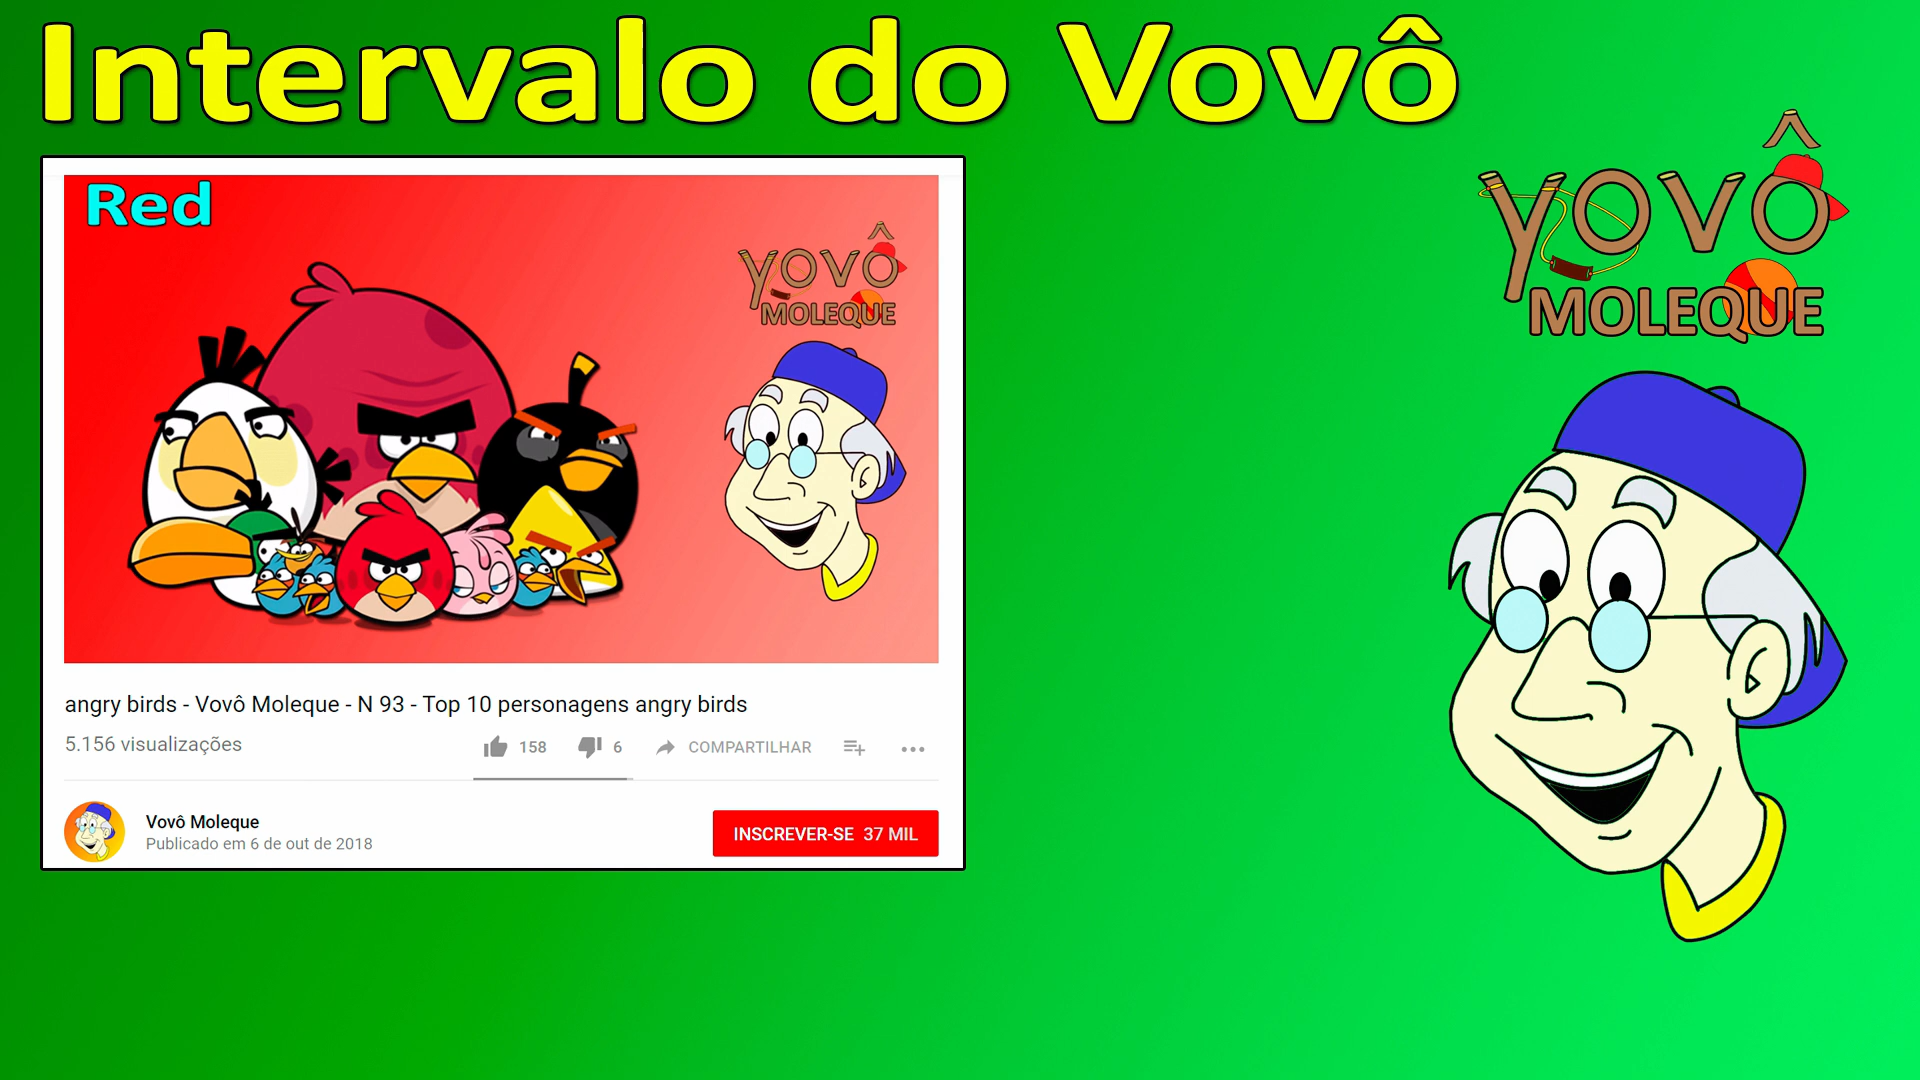 Intervalo do Vovô
Red
VOVÔ
MOLEQUE
angry birds - Vovô Moleque - N 93 - Top 10 personagens angry birds
5.156 visualizações
158
6
COMPARTILHAR
Vovô Moleque
Publicado em 6 de out de 2018
INSCREVER-SE 37 MIL
VOVÔ
MOLEQUE